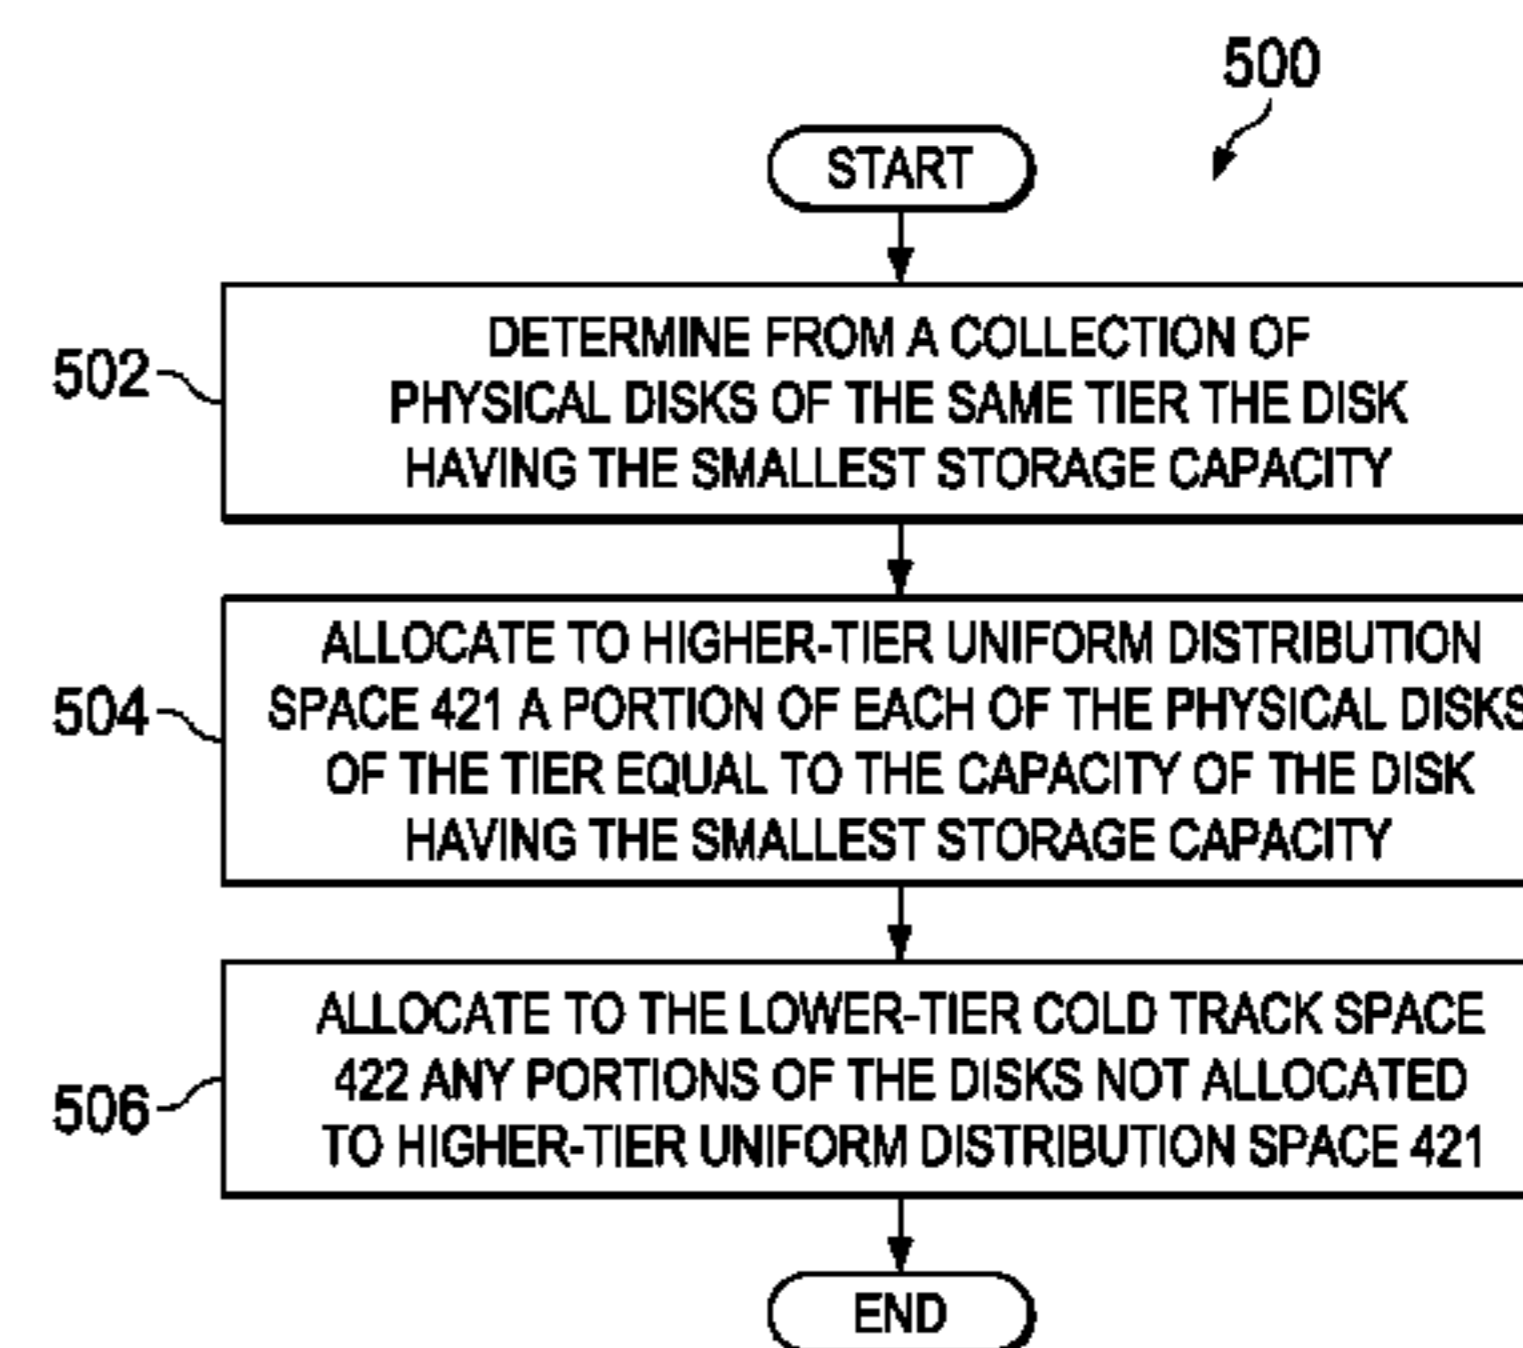 500
START
502
DETERMINE FROM A COLLECTION OF
PHYSICAL DISKS OF THE SAME TIER THE DISK
HAVING THE SMALLEST STORAGE CAPACITY
504
ALLOCATE TO HIGHER-TIER UNIFORM DISTRIBUTION
SPACE 421 A PORTION OF EACH OF THE PHYSICAL DISKS
OF THE TIER EQUAL TO THE CAPACITY OF THE DISK
HAVING THE SMALLEST STORAGE CAPACITY
506
ALLOCATE TO THE LOWER-TIER COLD TRACK SPACE
422 ANY PORTIONS OF THE DISKS NOT ALLOCATED
TO HIGHER-TIER UNIFORM DISTRIBUTION SPACE 421
END